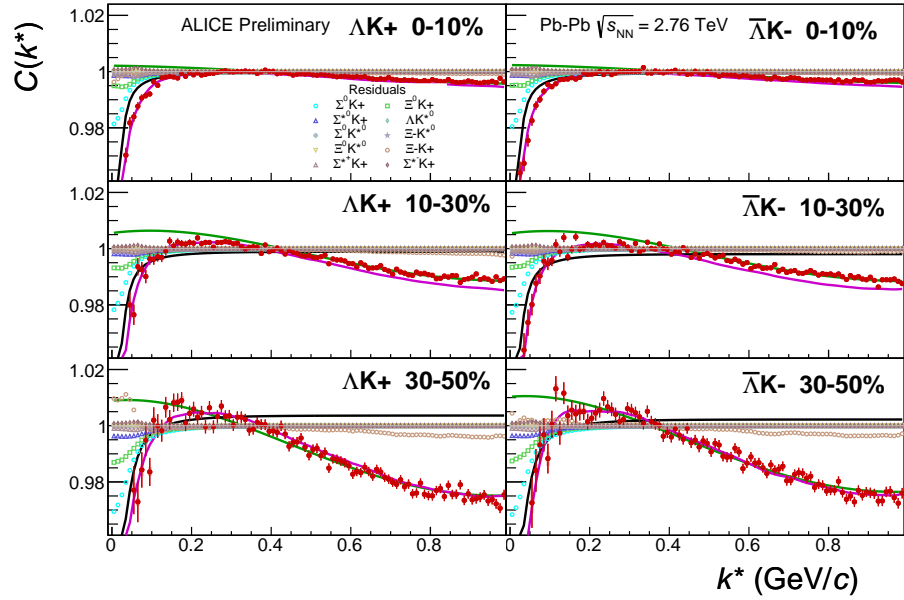 C(k*)
ALICE Preliminary
ΛK+ 0-10%
Pb-Pb √sNN = 2.76 TeV
Λ̅K- 0-10%
1.02
1
0.98
Residuals
Σ⁰K+ Ξ⁰K+
Σ*⁰K+ ΛK*⁰
Σ⁰K*⁰ Ξ-K*⁰
Ξ⁰K*⁰ Ξ-K+
Σ*⁺K+ Σ*⁻K+
ΛK+ 10-30%
Λ̅K- 10-30%
1.02
1
0.98
ΛK+ 30-50%
Λ̅K- 30-50%
1.02
1
0.98
0 0.2 0.4 0.6 0.8 0 0.2 0.4 0.6 0.8
k* (GeV/c)